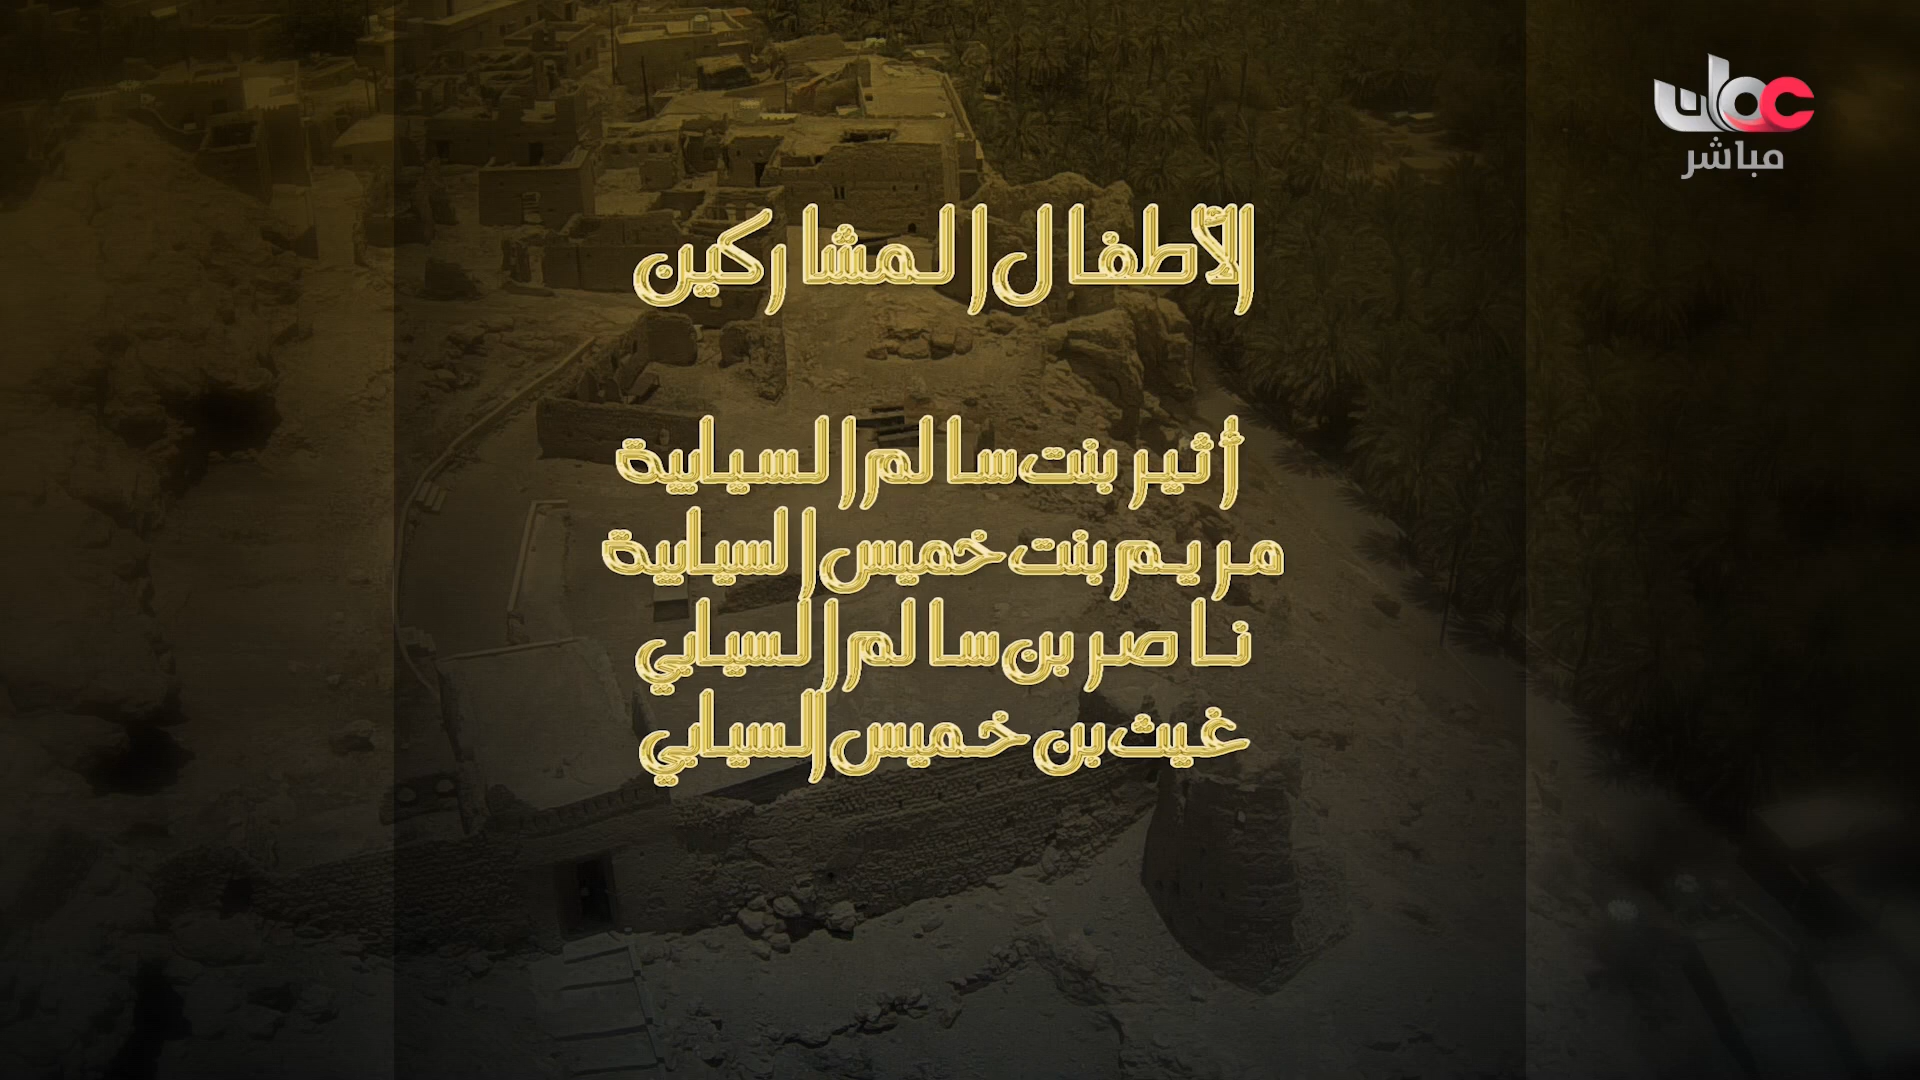 عمان
مباشر
الأطفال المشاركين
أثير بنت سالم السيابية
مريم بنت خميس السيابية
ناصر بن سالم السيابي
غيث بن خميس السيابي